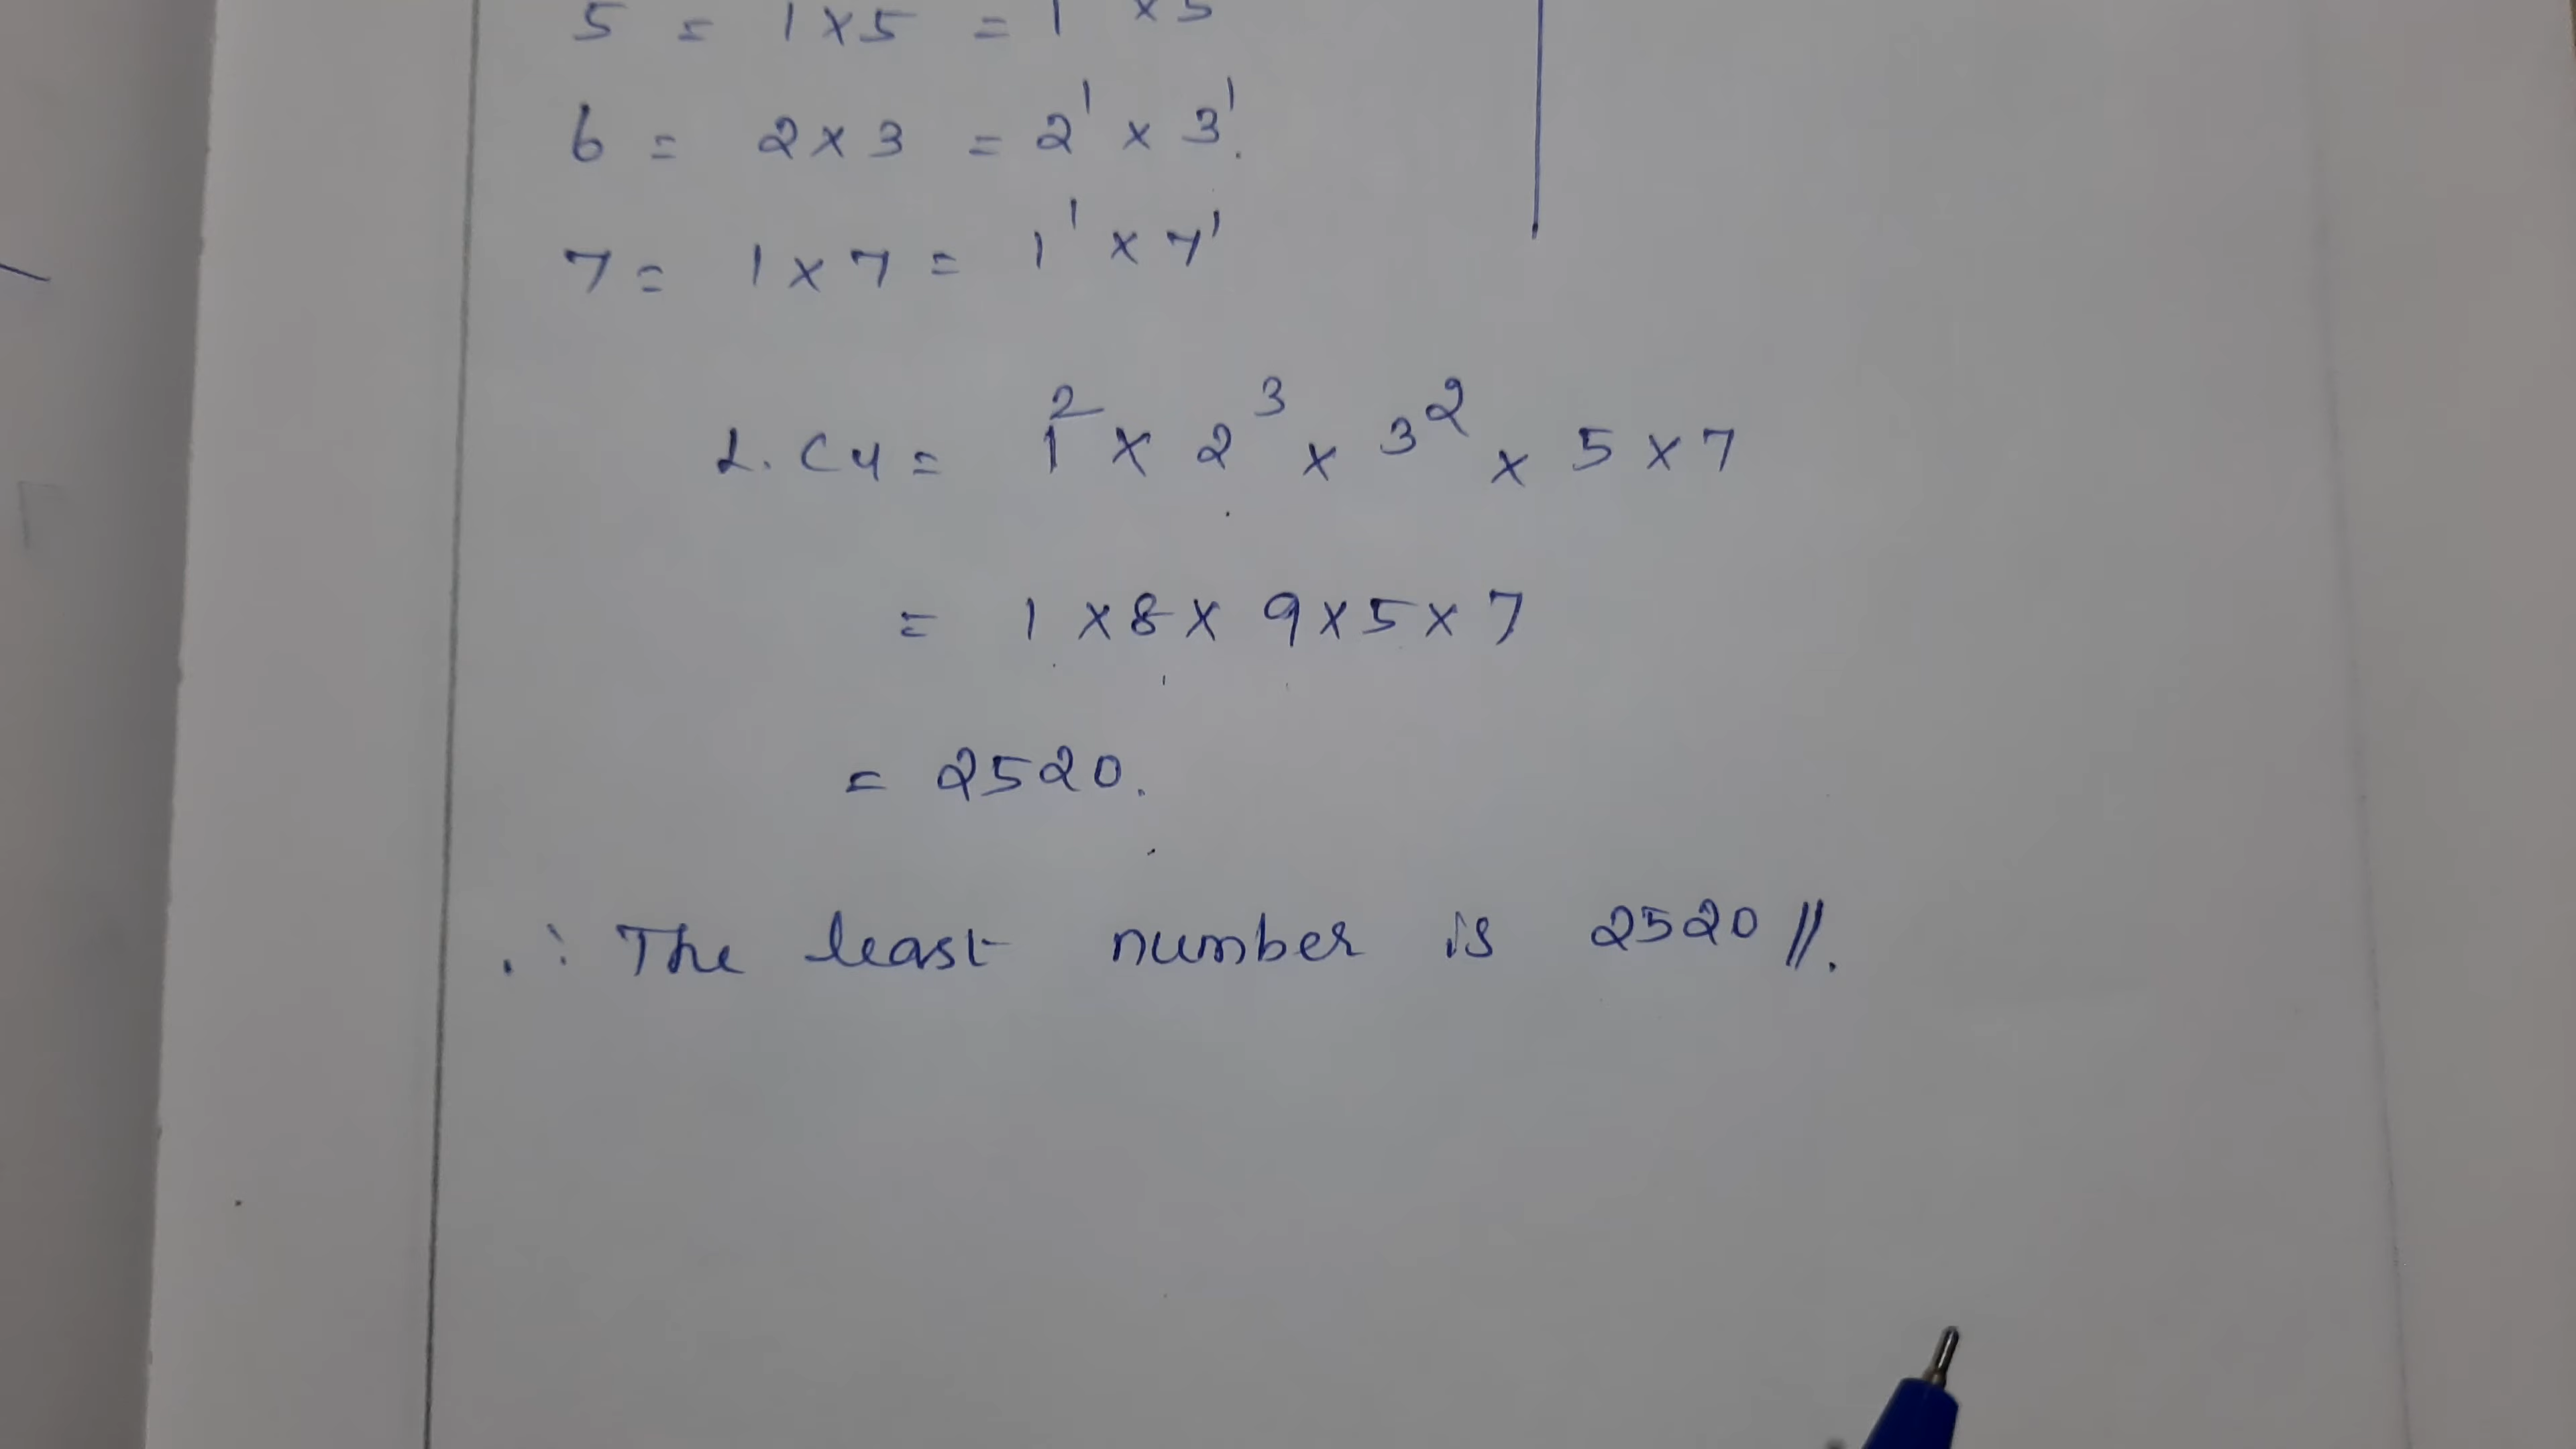 5 = 1 × 5 = 1 × 5
6 = 2 × 3 = 2¹ × 3¹.
7 = 1 × 7 = 1¹ × 7¹
L.CM = 1² × 2³ × 3² × 5 × 7
= 1 × 8 × 9 × 5 × 7
= 2520.
∴ The least number is 2520 //.